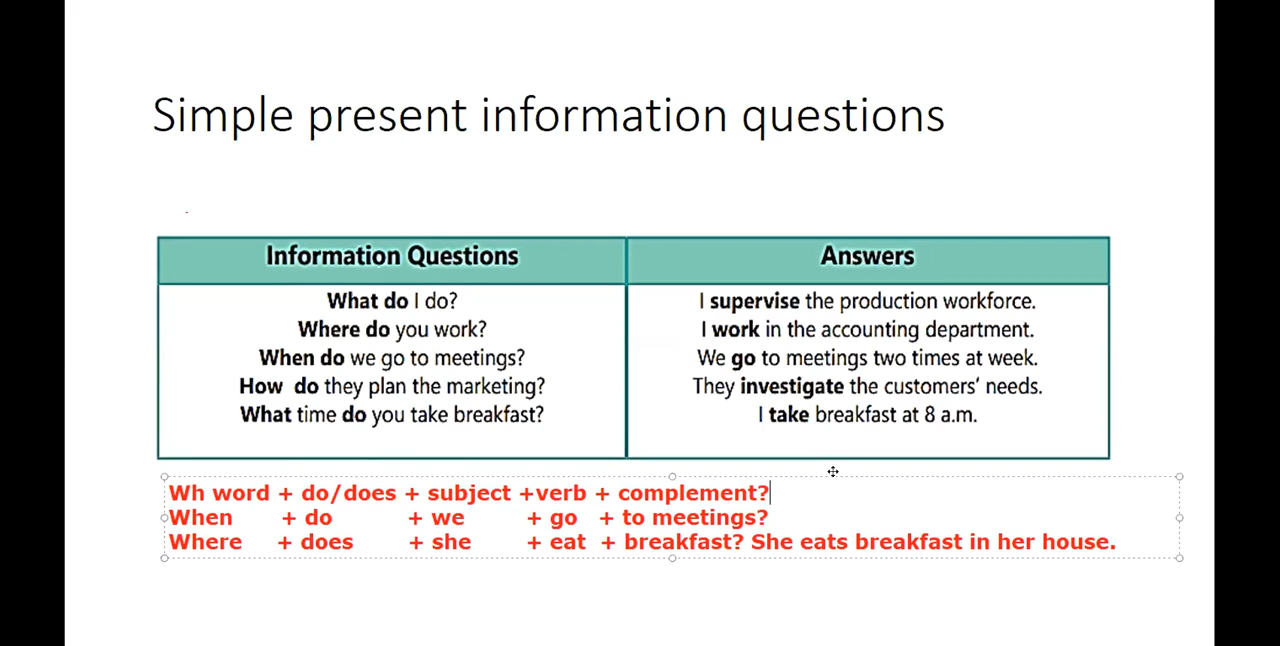 Simple present information questions
Information Questions
What do I do?
Where do you work?
When do we go to meetings?
How do they plan the marketing?
What time do you take breakfast?
Answers
I supervise the production workforce.
I work in the accounting department.
We go to meetings two times at week.
They investigate the customers’ needs.
I take breakfast at 8 a.m.
Wh word + do/does + subject +verb + complement?
When + do + we + go + to meetings?
Where + does + she + eat + breakfast? She eats breakfast in her house.